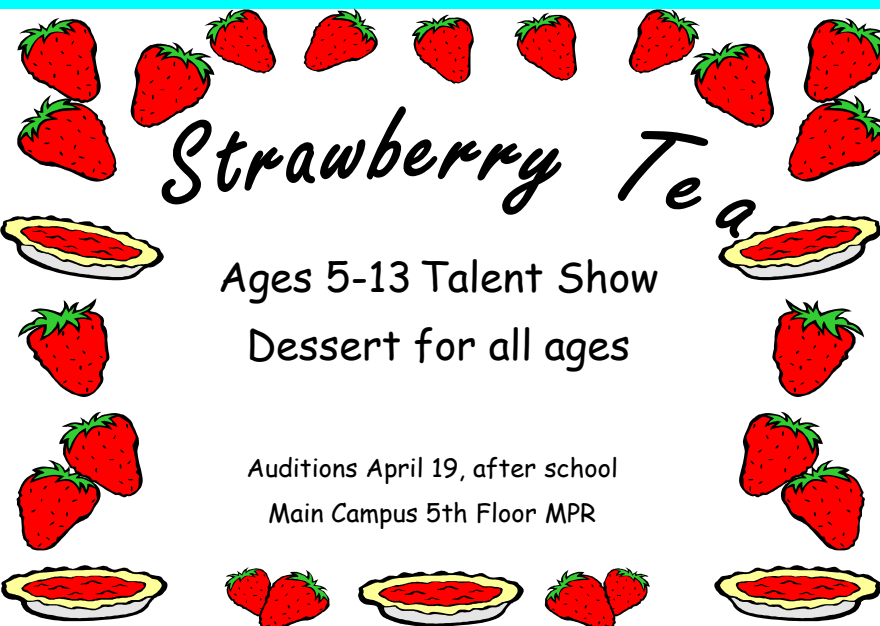 Strawberry Tea
Ages 5-13 Talent Show
Dessert for all ages
Auditions April 19, after school
Main Campus 5th Floor MPR